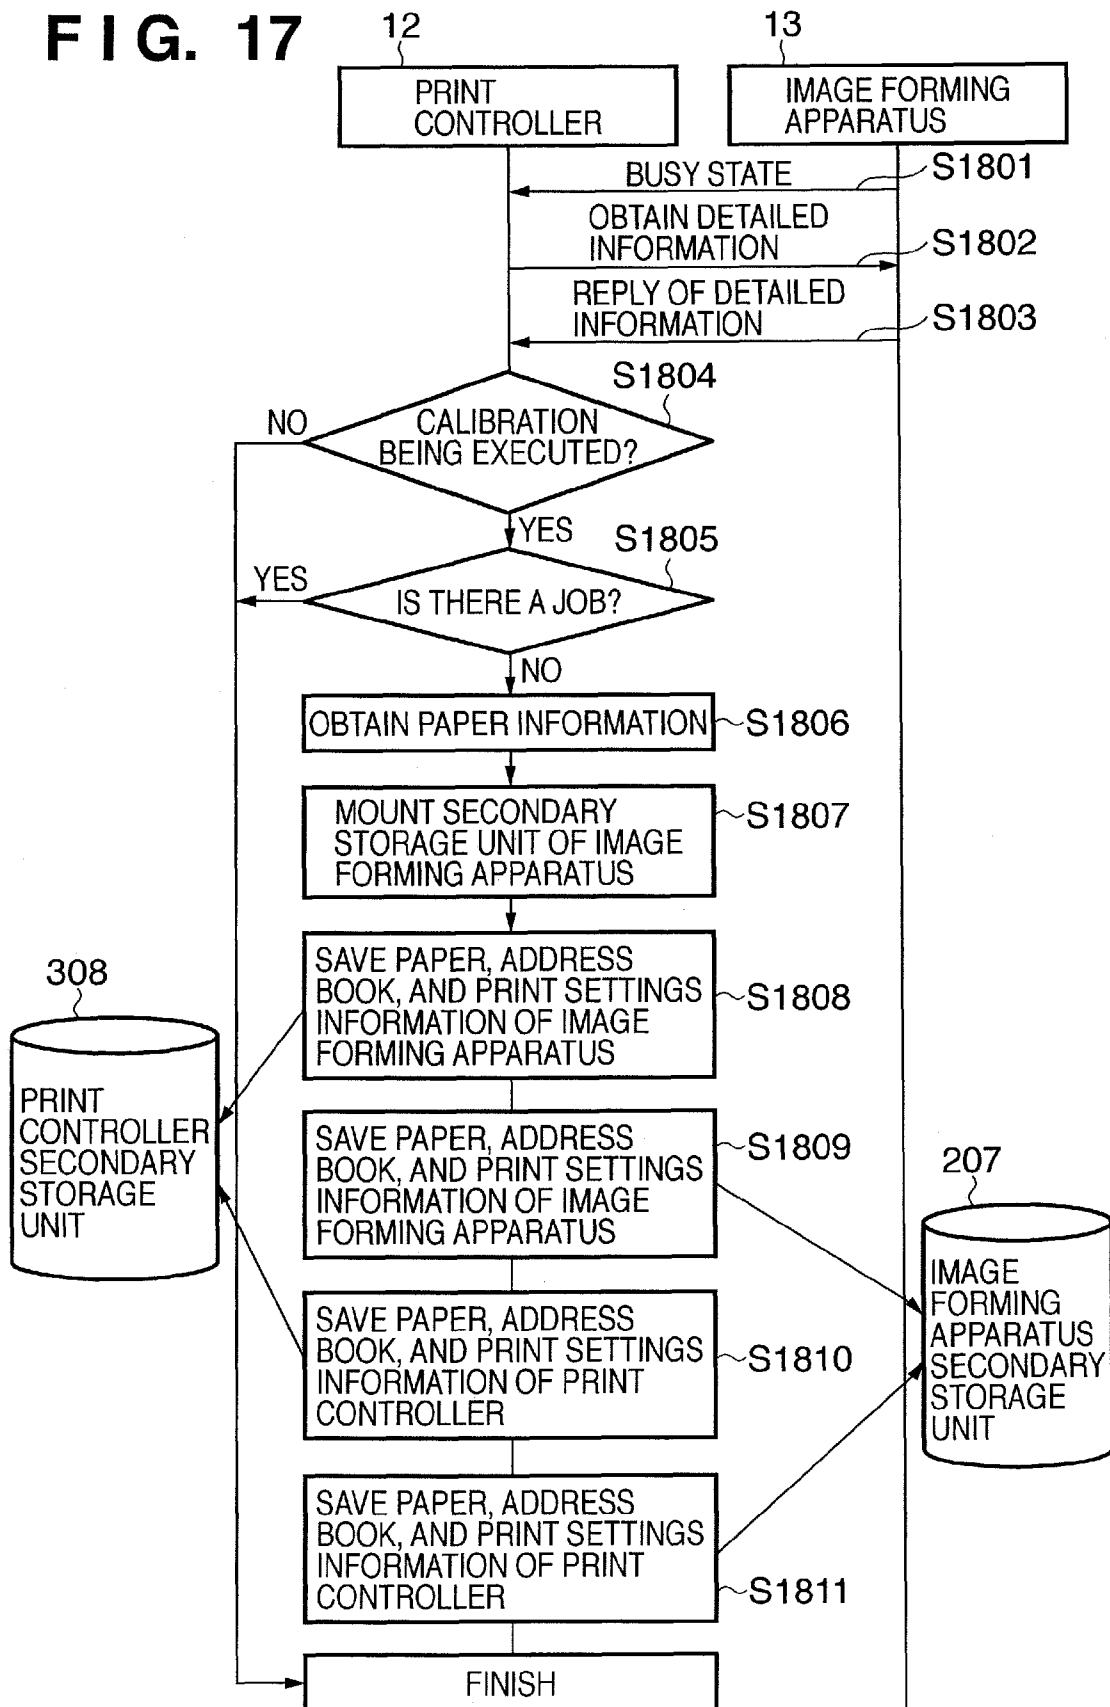 FIG. 17
12
13
PRINT
CONTROLLER
IMAGE FORMING
APPARATUS
BUSY STATE
S1801
OBTAIN DETAILED
INFORMATION
S1802
REPLY OF DETAILED
INFORMATION
S1803
S1804
NO
CALIBRATION
BEING EXECUTED?
YES
S1805
YES
IS THERE A JOB?
NO
OBTAIN PAPER INFORMATION
S1806
MOUNT SECONDARY
STORAGE UNIT OF IMAGE
FORMING APPARATUS
S1807
SAVE PAPER, ADDRESS
BOOK, AND PRINT SETTINGS
INFORMATION OF IMAGE
FORMING APPARATUS
S1808
308
PRINT
CONTROLLER
SECONDARY
STORAGE
UNIT
SAVE PAPER, ADDRESS
BOOK, AND PRINT SETTINGS
INFORMATION OF IMAGE
FORMING APPARATUS
S1809
207
IMAGE
FORMING
APPARATUS
SECONDARY
STORAGE
UNIT
SAVE PAPER, ADDRESS
BOOK, AND PRINT SETTINGS
INFORMATION OF PRINT
CONTROLLER
S1810
SAVE PAPER, ADDRESS
BOOK, AND PRINT SETTINGS
INFORMATION OF PRINT
CONTROLLER
S1811
FINISH